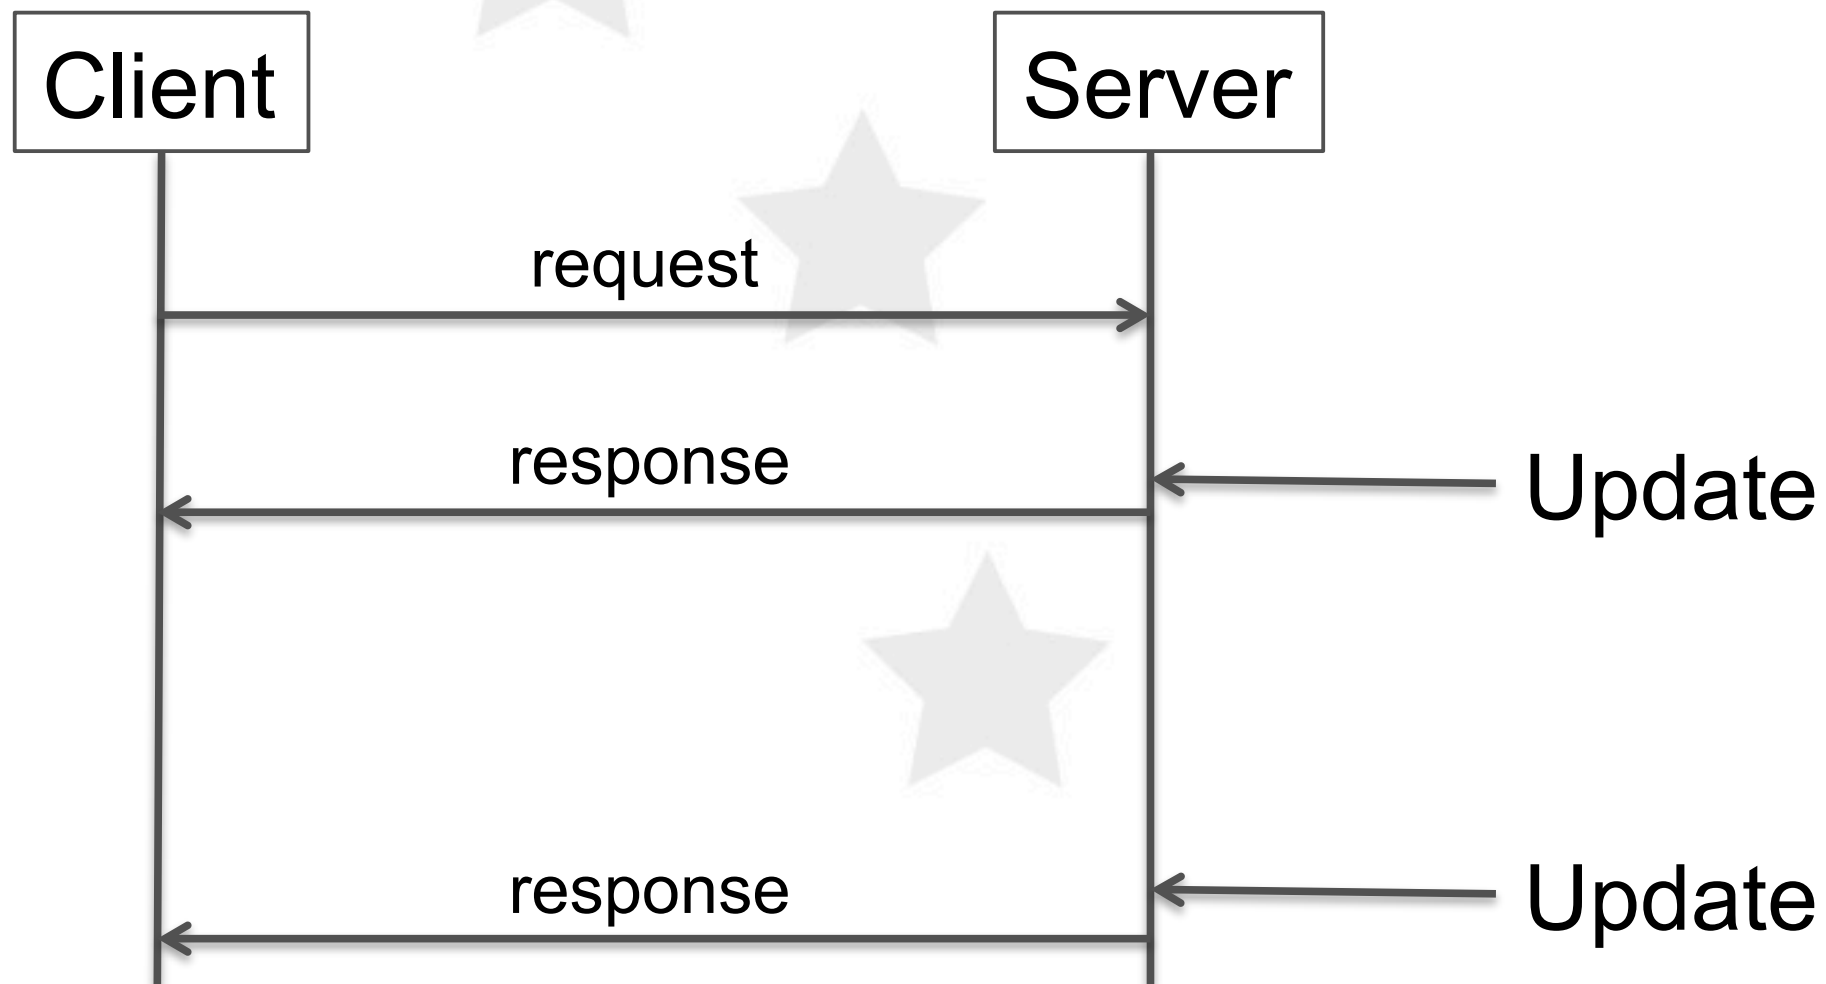 Client
Server
request
response
Update
response
Update